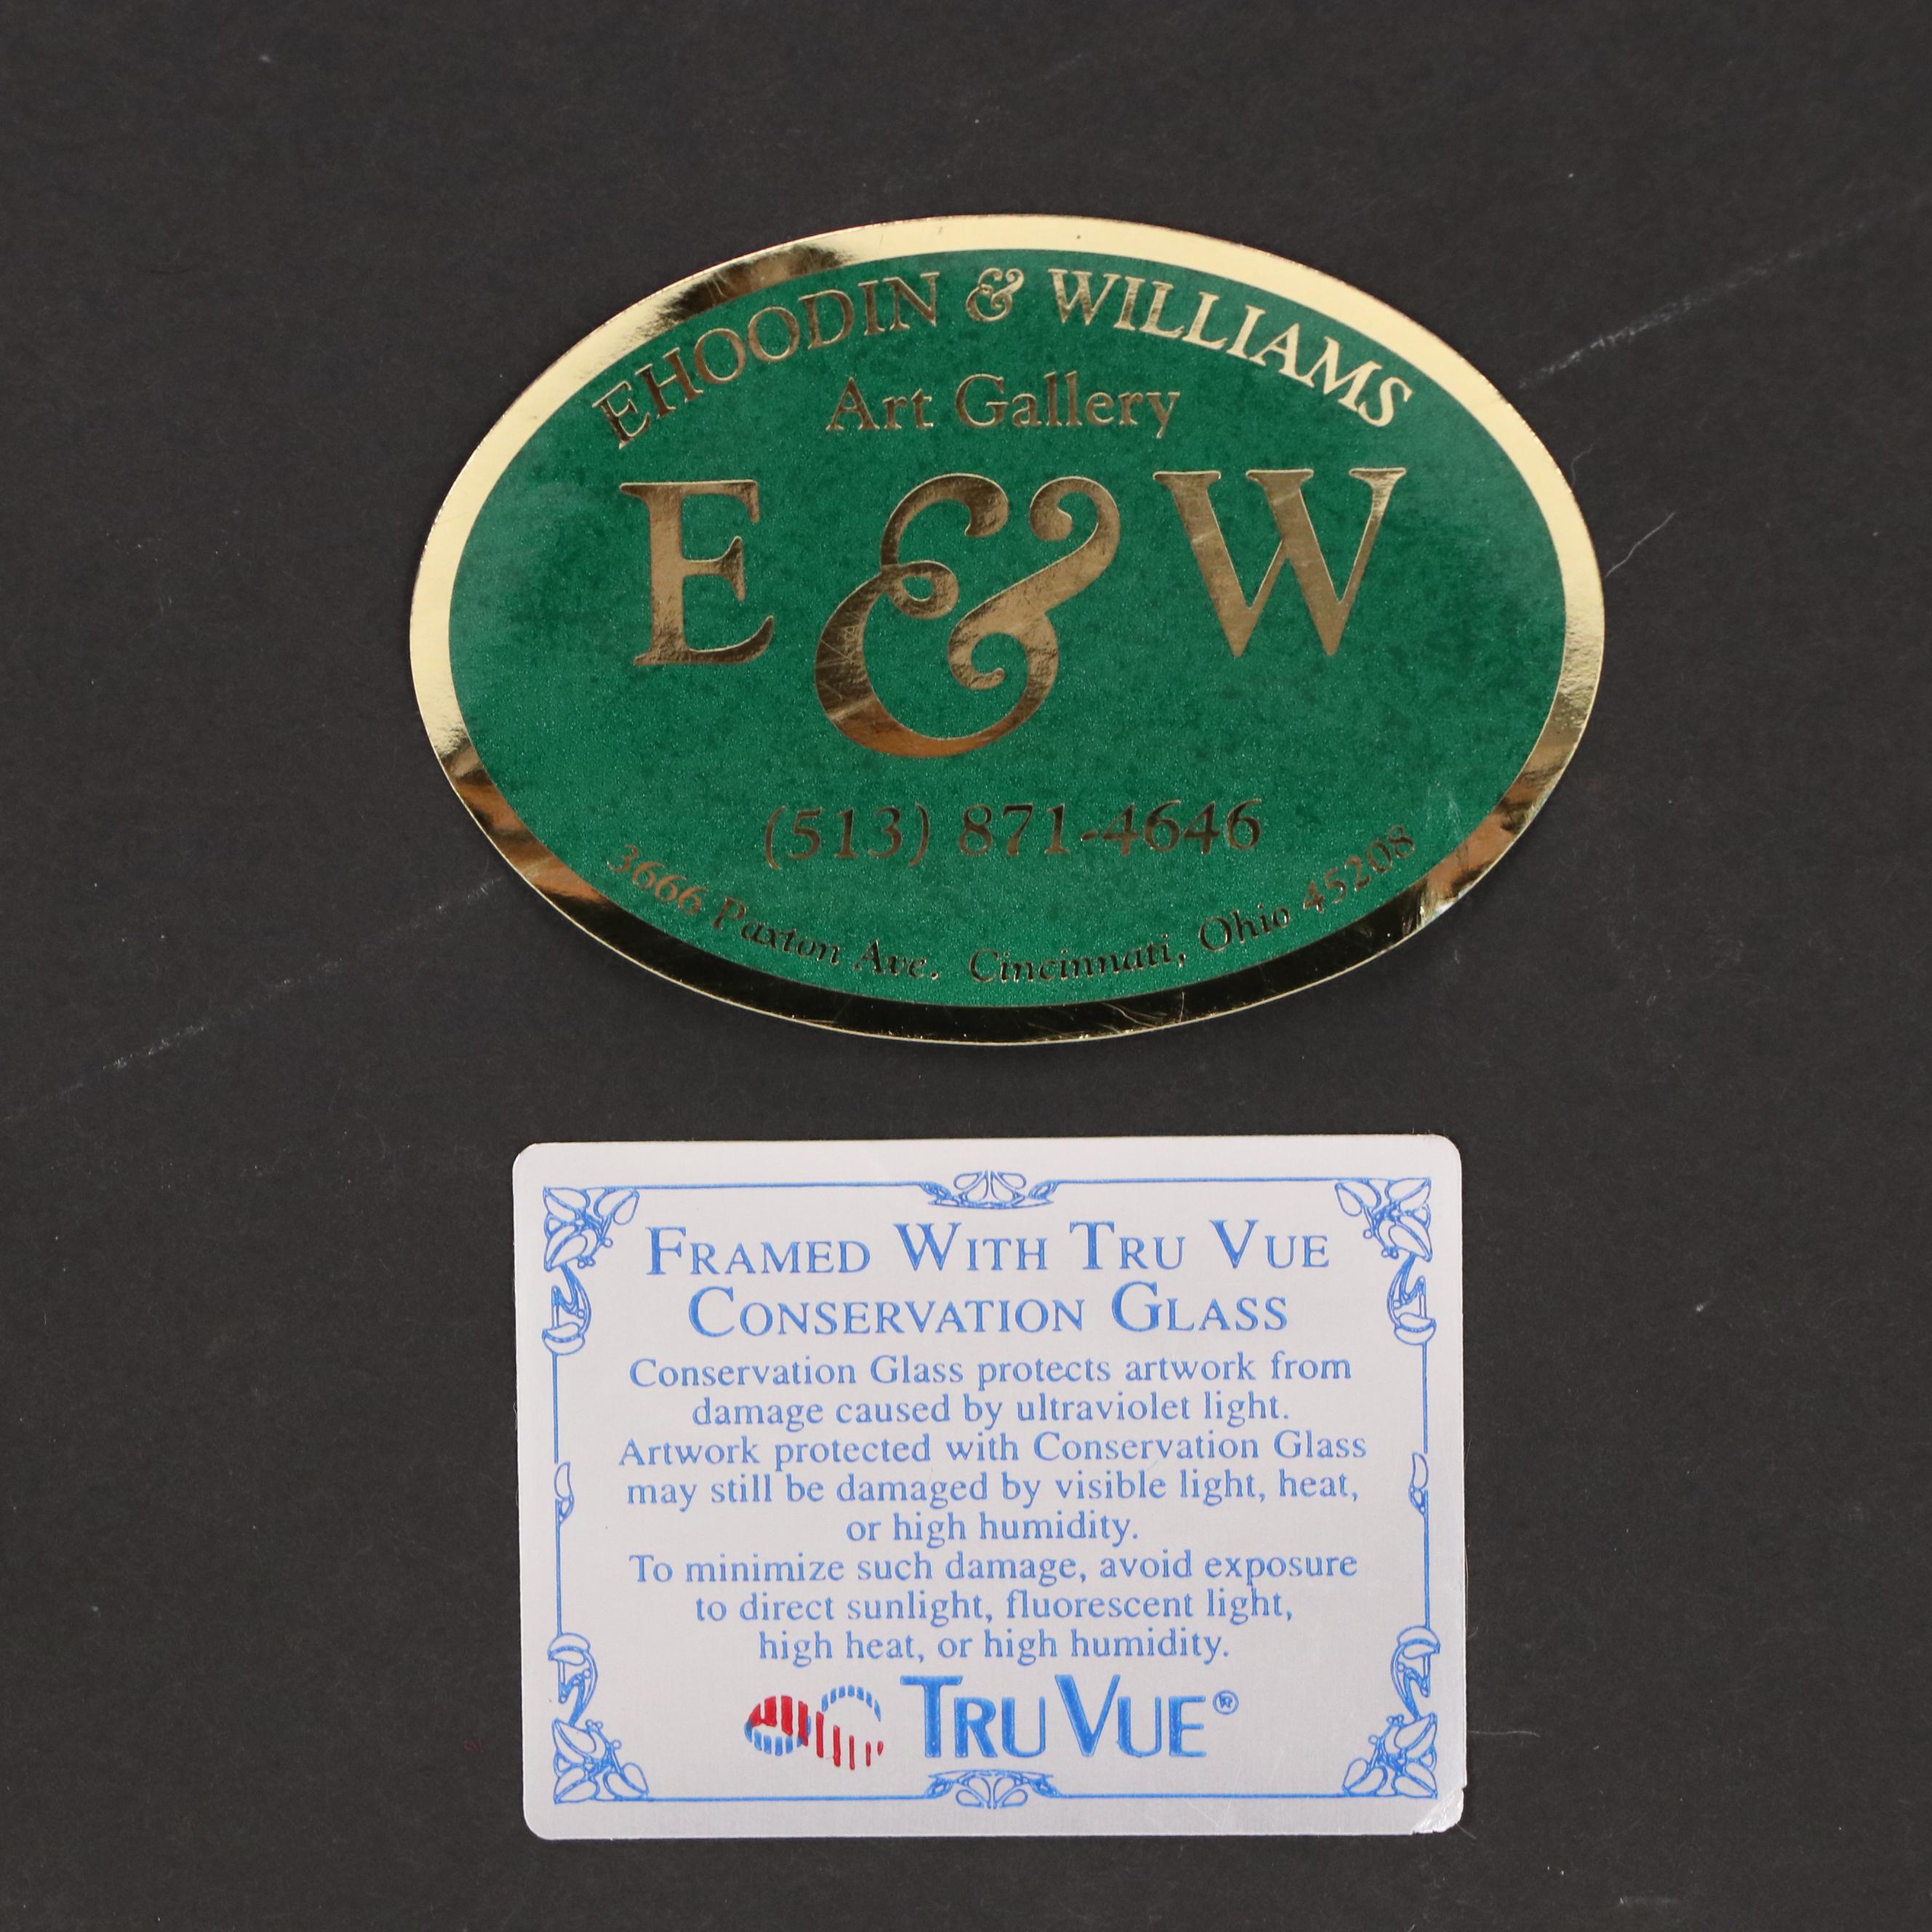 EHOODIN & WILLIAMS
Art Gallery
E & W
(513) 871-4646
3666 Paxton Ave. Cincinnati, Ohio 45208
FRAMED WITH TRU VUE
CONSERVATION GLASS
Conservation Glass protects artwork from
damage caused by ultraviolet light.
Artwork protected with Conservation Glass
may still be damaged by visible light, heat,
or high humidity.
To minimize such damage, avoid exposure
to direct sunlight, fluorescent light,
high heat, or high humidity.
TRU VUE®